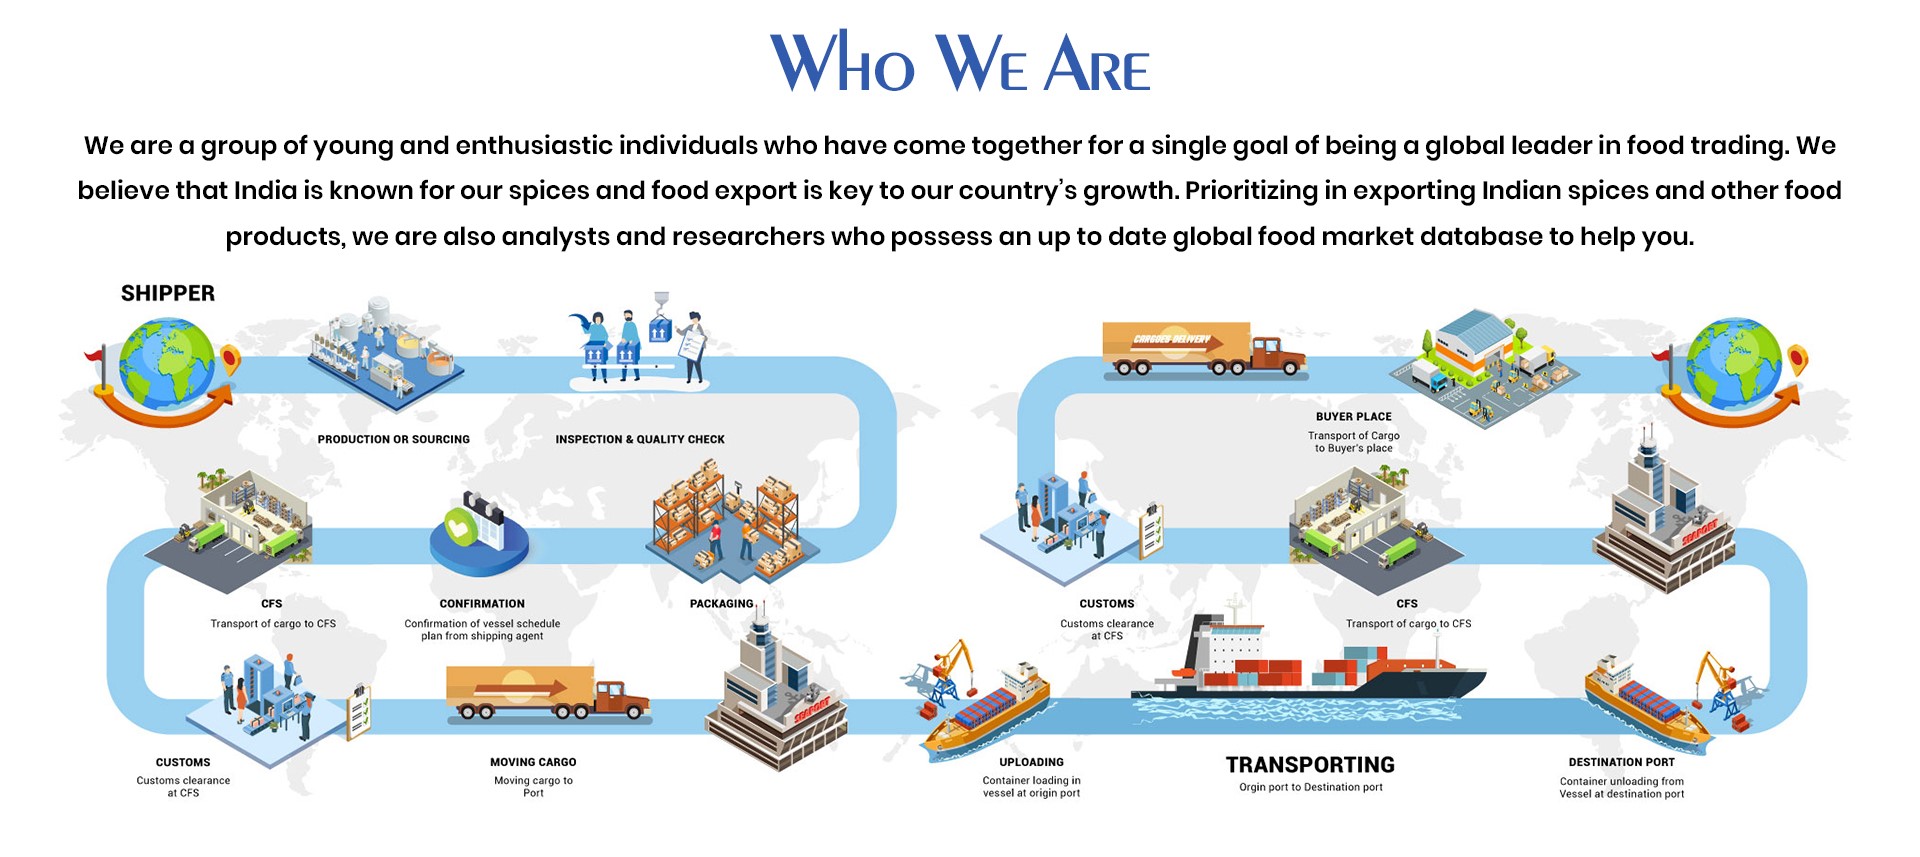 Who We Are
We are a group of young and enthusiastic individuals who have come together for a single goal of being a global leader in food trading. We
believe that India is known for our spices and food export is key to our country's growth. Prioritizing in exporting Indian spices and other food
products, we are also analysts and researchers who possess an up to date global food market database to help you.
SHIPPER
PRODUCTION OR SOURCING
INSPECTION & QUALITY CHECK
CFS
Transport of cargo to CFS
CONFIRMATION
Confirmation of vessel schedule
plan from shipping agent
PACKAGING
CUSTOMS
Customs clearance
at CFS
MOVING CARGO
Moving cargo to
Port
SEAPORT
UPLOADING
Container loading in
vessel at origin port
TRANSPORTING
Orgin port to Destination port
DESTINATION PORT
Container unloading from
Vessel at destination port
SEAPORT
CFS
Transport of cargo to CFS
CUSTOMS
Customs clearance
at CFS
CARGUES DELIVERY
BUYER PLACE
Transport of Cargo
to Buyer's place